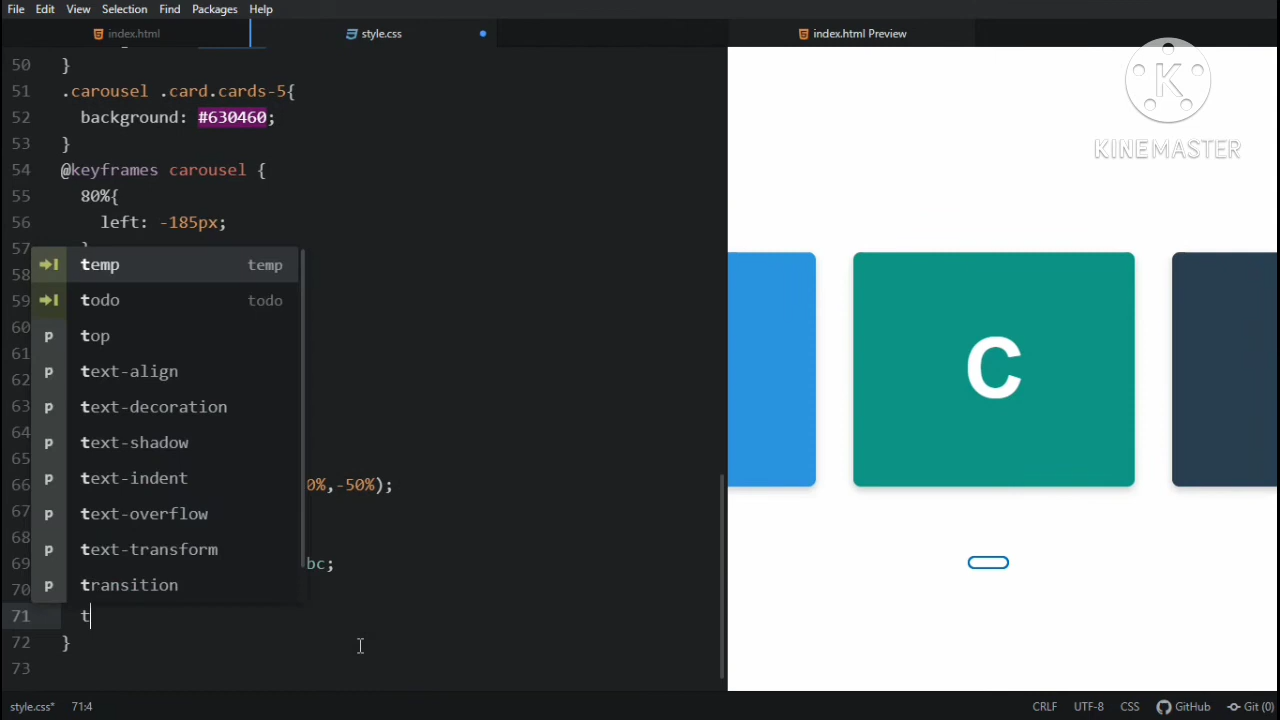 File Edit View Selection Find Packages Help
index.html
style.css
index.html Preview
50 }
51 .carousel .card.cards-5{
52 background: #630460;
53 }
54 @keyframes carousel {
55 80%{
56 left: -185px;
57
58
59
60
61
62
63
64
65
66 0%,-50%);
67
68
69 bc;
70
71 t
72 }
73
temp temp
todo todo
p top
p text-align
p text-decoration
p text-shadow
p text-indent
p text-overflow
p text-transform
p transition
K
KINEMASTER
C
style.css* 71:4
CRLF UTF-8 CSS GitHub Git (0)